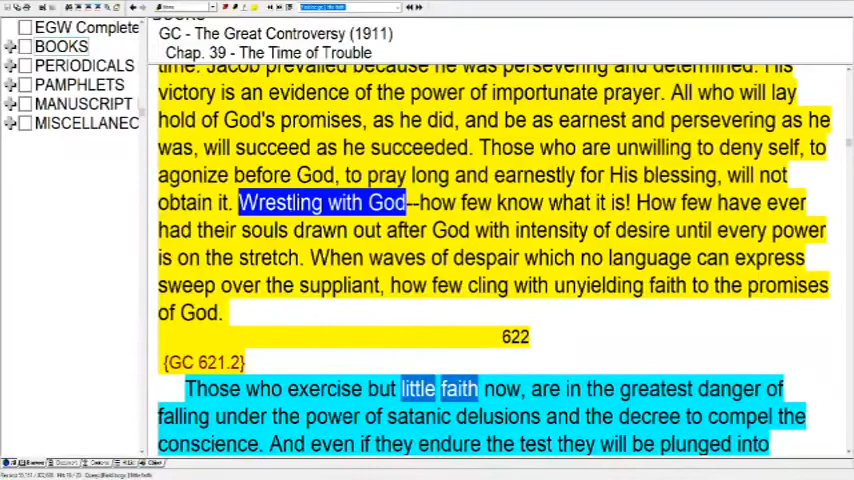 EGW Complete
BOOKS
PERIODICALS
PAMPHLETS
MANUSCRIPT
MISCELLANEC
GC - The Great Controversy (1911)
Chap. 39 - The Time of Trouble
time. Jacob prevailed because he was persevering and determined. His
victory is an evidence of the power of importunate prayer. All who will lay
hold of God's promises, as he did, and be as earnest and persevering as he
was, will succeed as he succeeded. Those who are unwilling to deny self, to
agonize before God, to pray long and earnestly for His blessing, will not
obtain it. Wrestling with God--how few know what it is! How few have ever
had their souls drawn out after God with intensity of desire until every power
is on the stretch. When waves of despair which no language can express
sweep over the suppliant, how few cling with unyielding faith to the promises
of God.
622
{GC 621.2}
Those who exercise but little faith now, are in the greatest danger of
falling under the power of satanic delusions and the decree to compel the
conscience. And even if they endure the test they will be plunged into